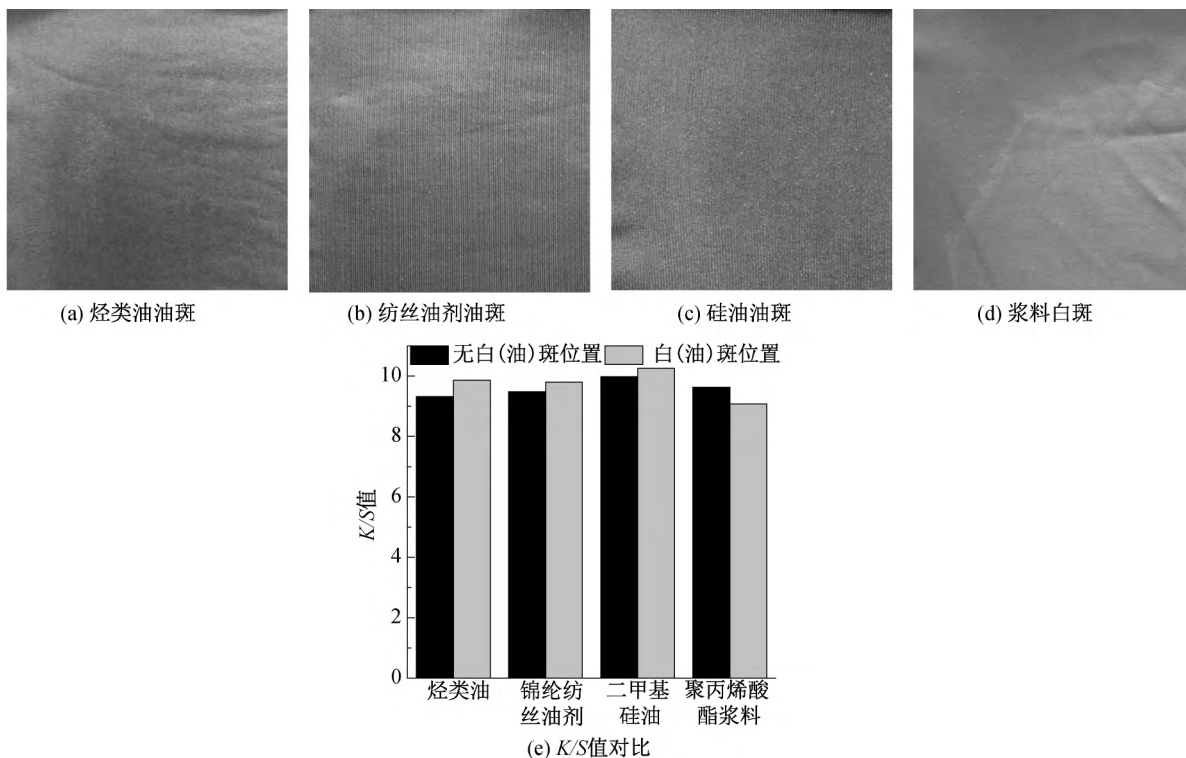 (a) 烃类油油斑
(b) 纺丝油剂油斑
(c) 硅油油斑
(d) 浆料白斑
无白(油)斑位置
白(油)斑位置
10
8
6
4
2
0
K/S值
烃类油
锦纶纺
丝油剂
二甲基
硅油
聚丙烯酸
酯浆料
(e) K/S值对比